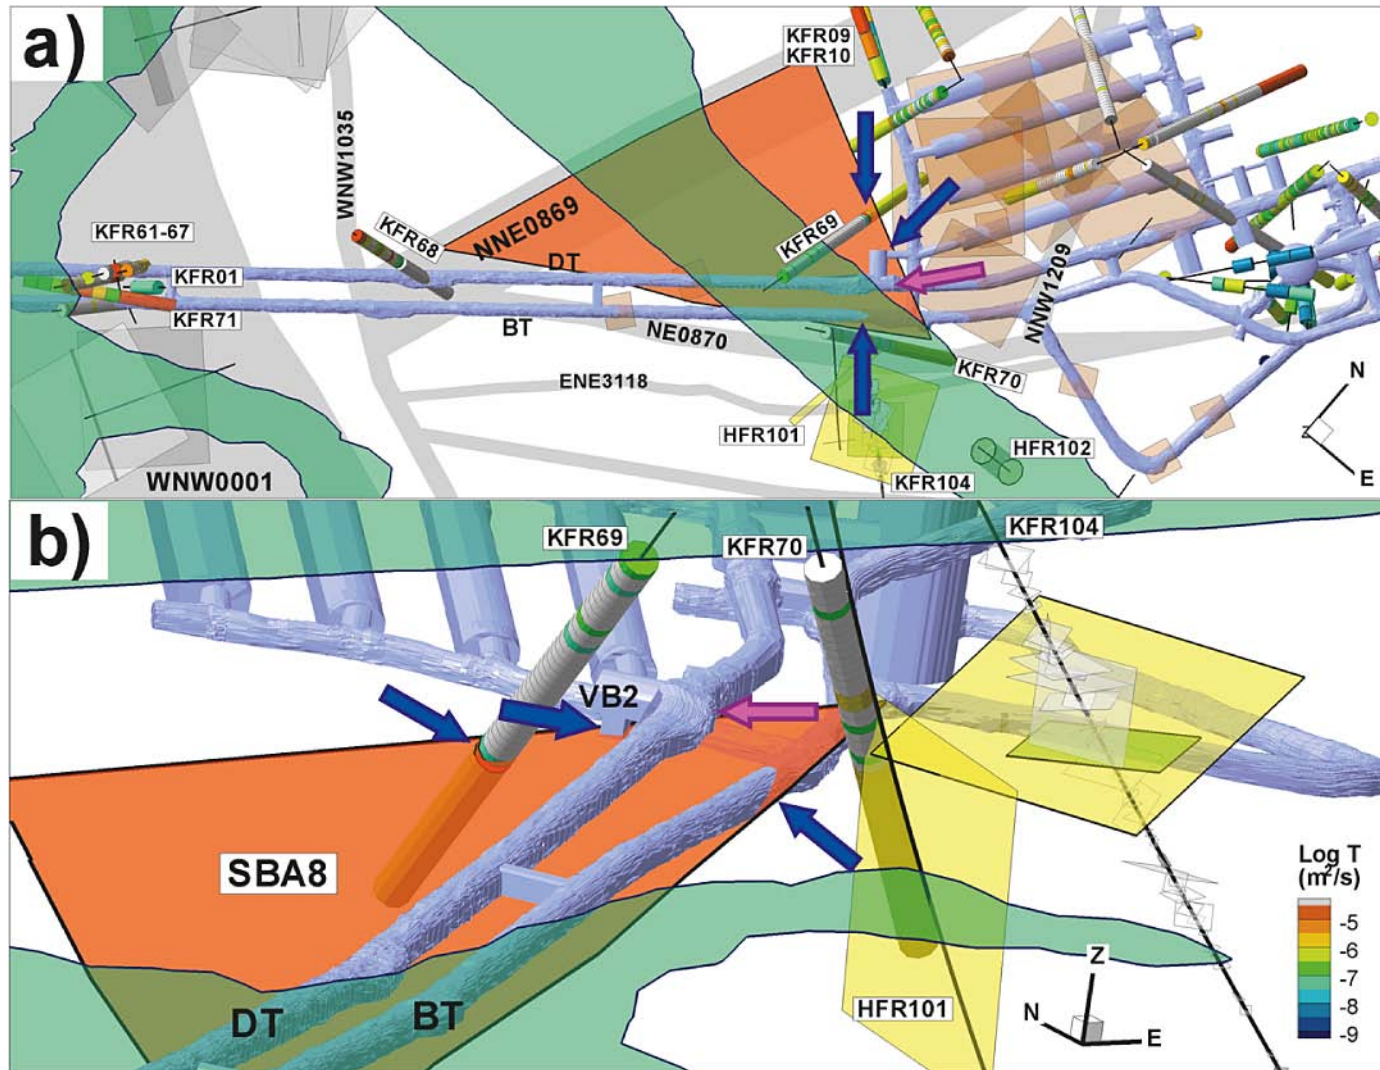 a)
KFR09
KFR10
WNW1035
KFR61-67
KFR68
NNE0869
KFR69
KFR01
DT
KFR71
BT
NE0870
NNW1209
ENE3118
KFR70
N
HFR101
HFR102
WNW0001
KFR104
Z
E
b)
KFR69
KFR70
KFR104
VB2
SBA8
Log T
(m²/s)
-5
-6
-7
-8
-9
Z
N
E
DT
BT
HFR101